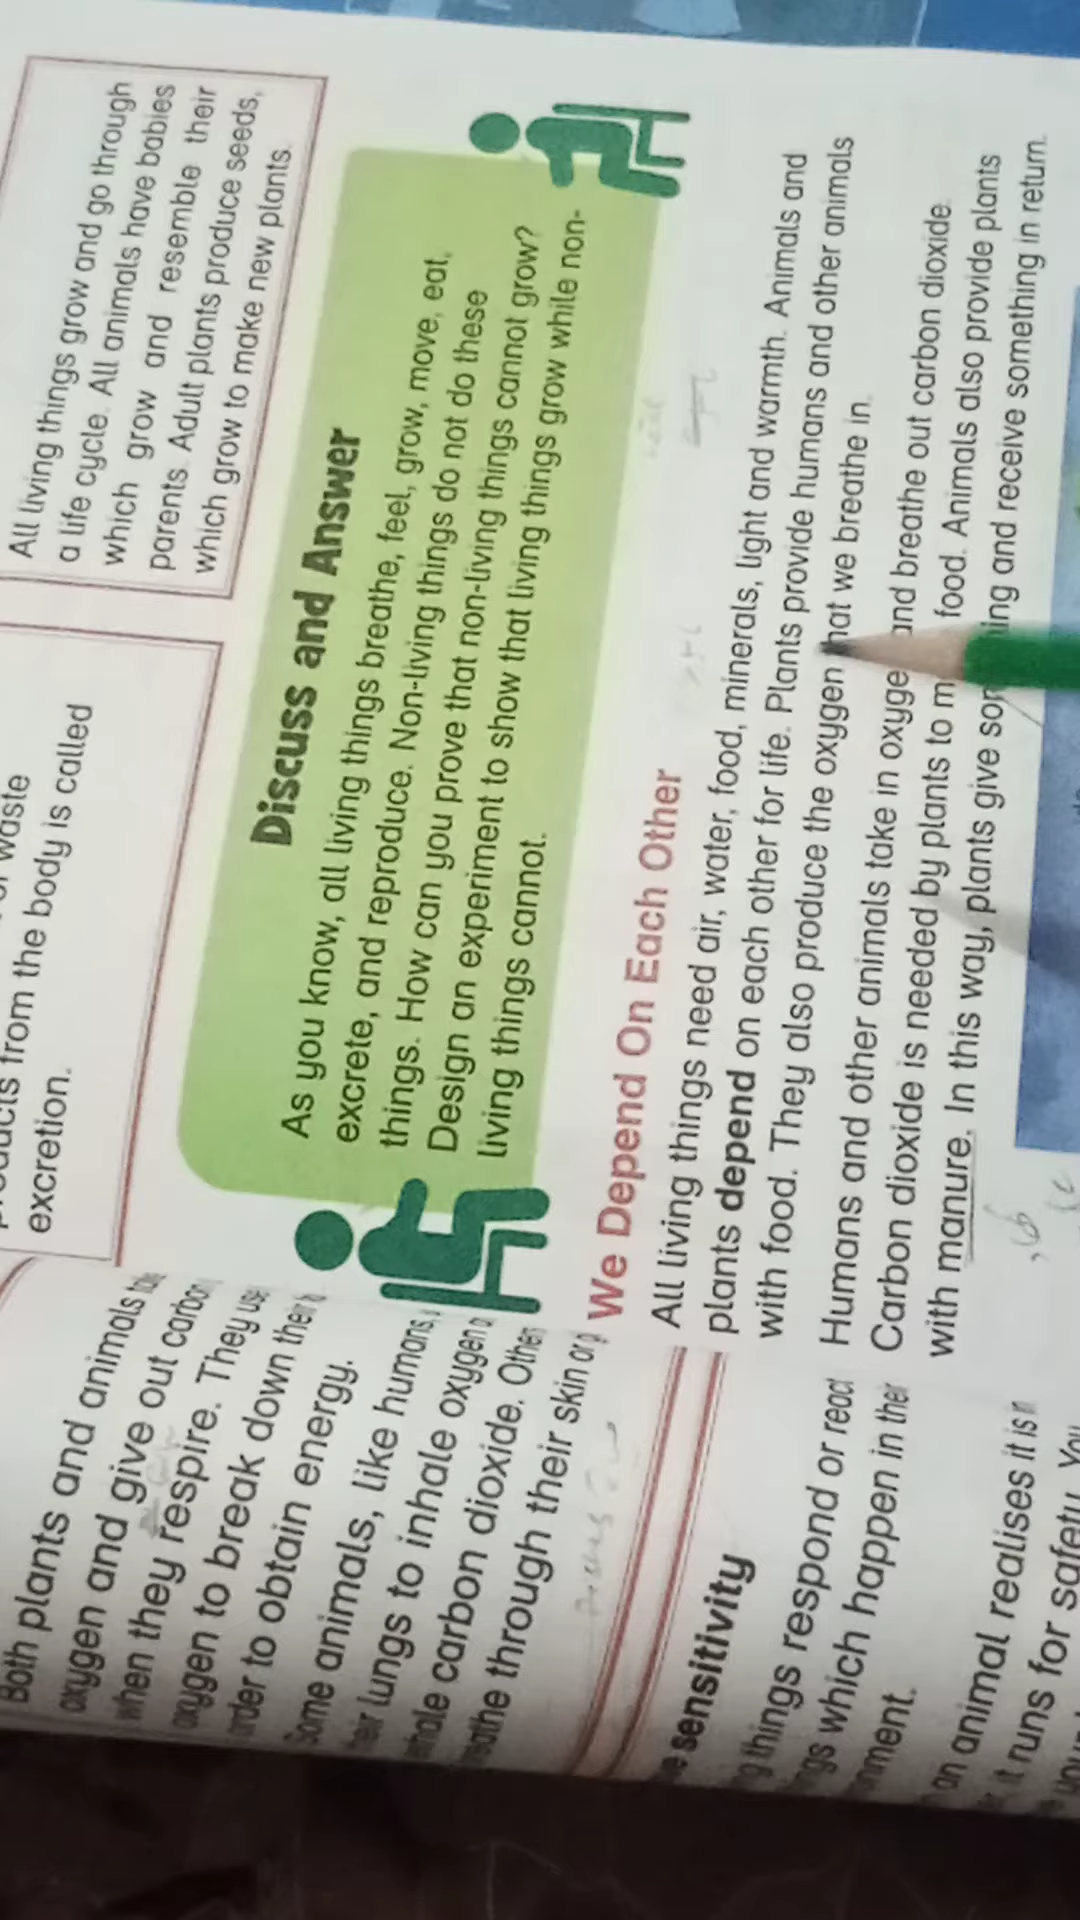 Both plants and animals
oxygen and give out carbon
when they respire. They use
oxygen to break down their
order to obtain energy.
Some animals, like humans,
their lungs to inhale oxygen
carbon dioxide. Other
through their skin or
sensitivity
things respond or react
which happen in their
an animal realises it is
it runs for safety. You
waste
products from the body is called
excretion.
All living things grow and go through
a life cycle. All animals have babies
which grow and resemble their
parents. Adult plants produce seeds,
which grow to make new plants.
Discuss and Answer
As you know, all living things breathe, feel, grow, move, eat,
excrete, and reproduce. Non-living things do not do these
things. How can you prove that non-living things cannot grow?
Design an experiment to show that living things grow while non-
living things cannot.
We Depend On Each Other
All living things need air, water, food, minerals, light and warmth. Animals and
plants depend on each other for life. Plants provide humans and other animals
with food. They also produce the oxygen that we breathe in.
Humans and other animals take in oxygen and breathe out carbon dioxide.
Carbon dioxide is needed by plants to m food. Animals also provide plants
with manure. In this way, plants give something and receive something in return.